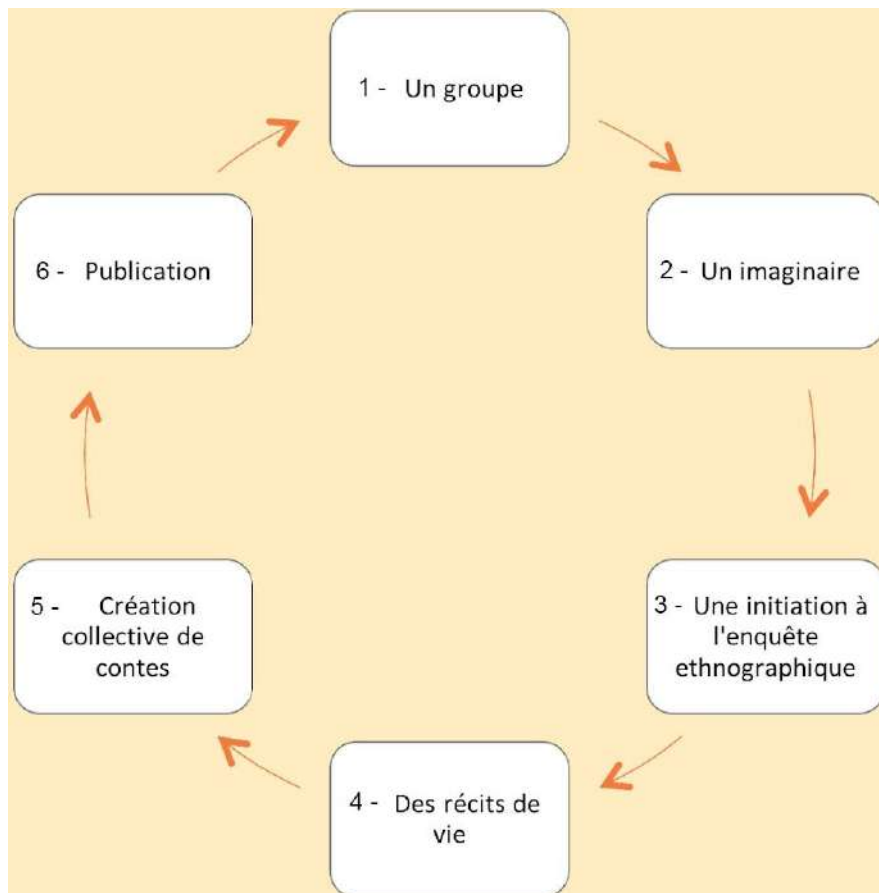 1 - Un groupe
2 - Un imaginaire
3 - Une initiation à
l'enquête
ethnographique
4 - Des récits de
vie
5 - Création
collective de
contes
6 - Publication